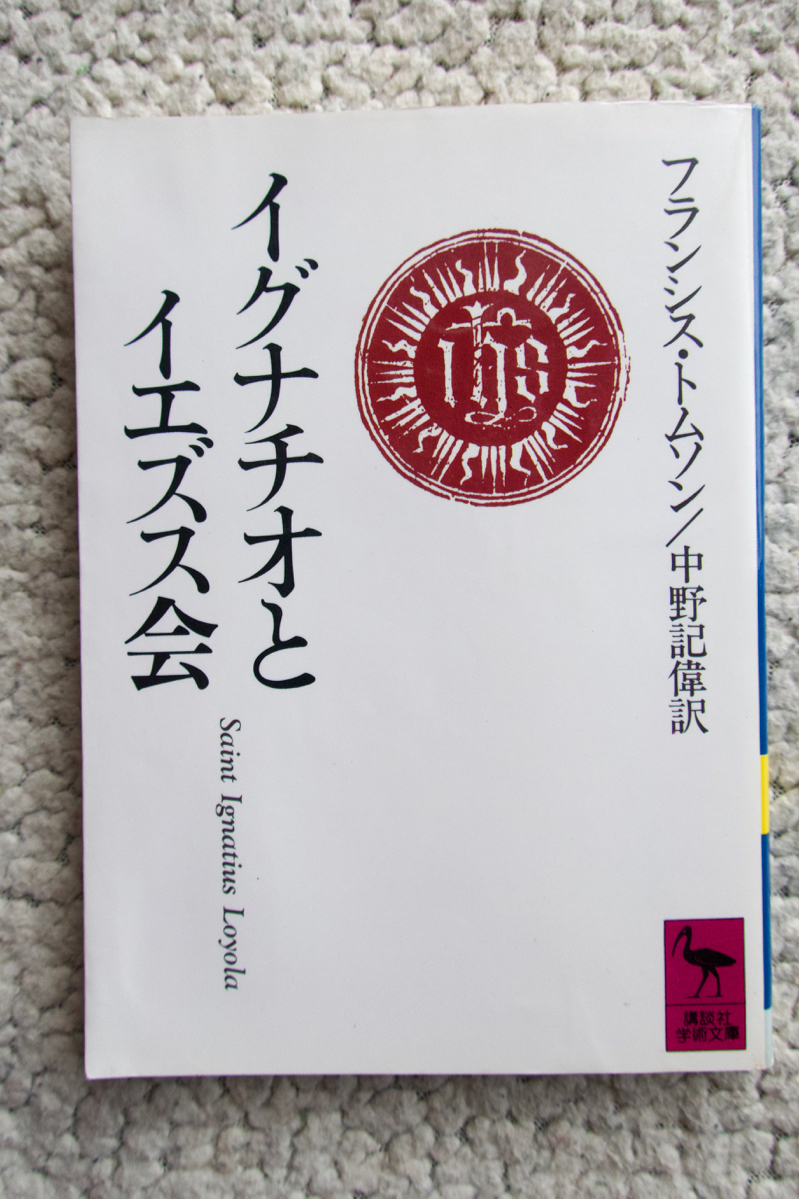 フランシス・トムソン/中野記偉訳
イグナチオと
イエズス会
Saint Ignatius Loyola
IHS
講談社
学術文庫